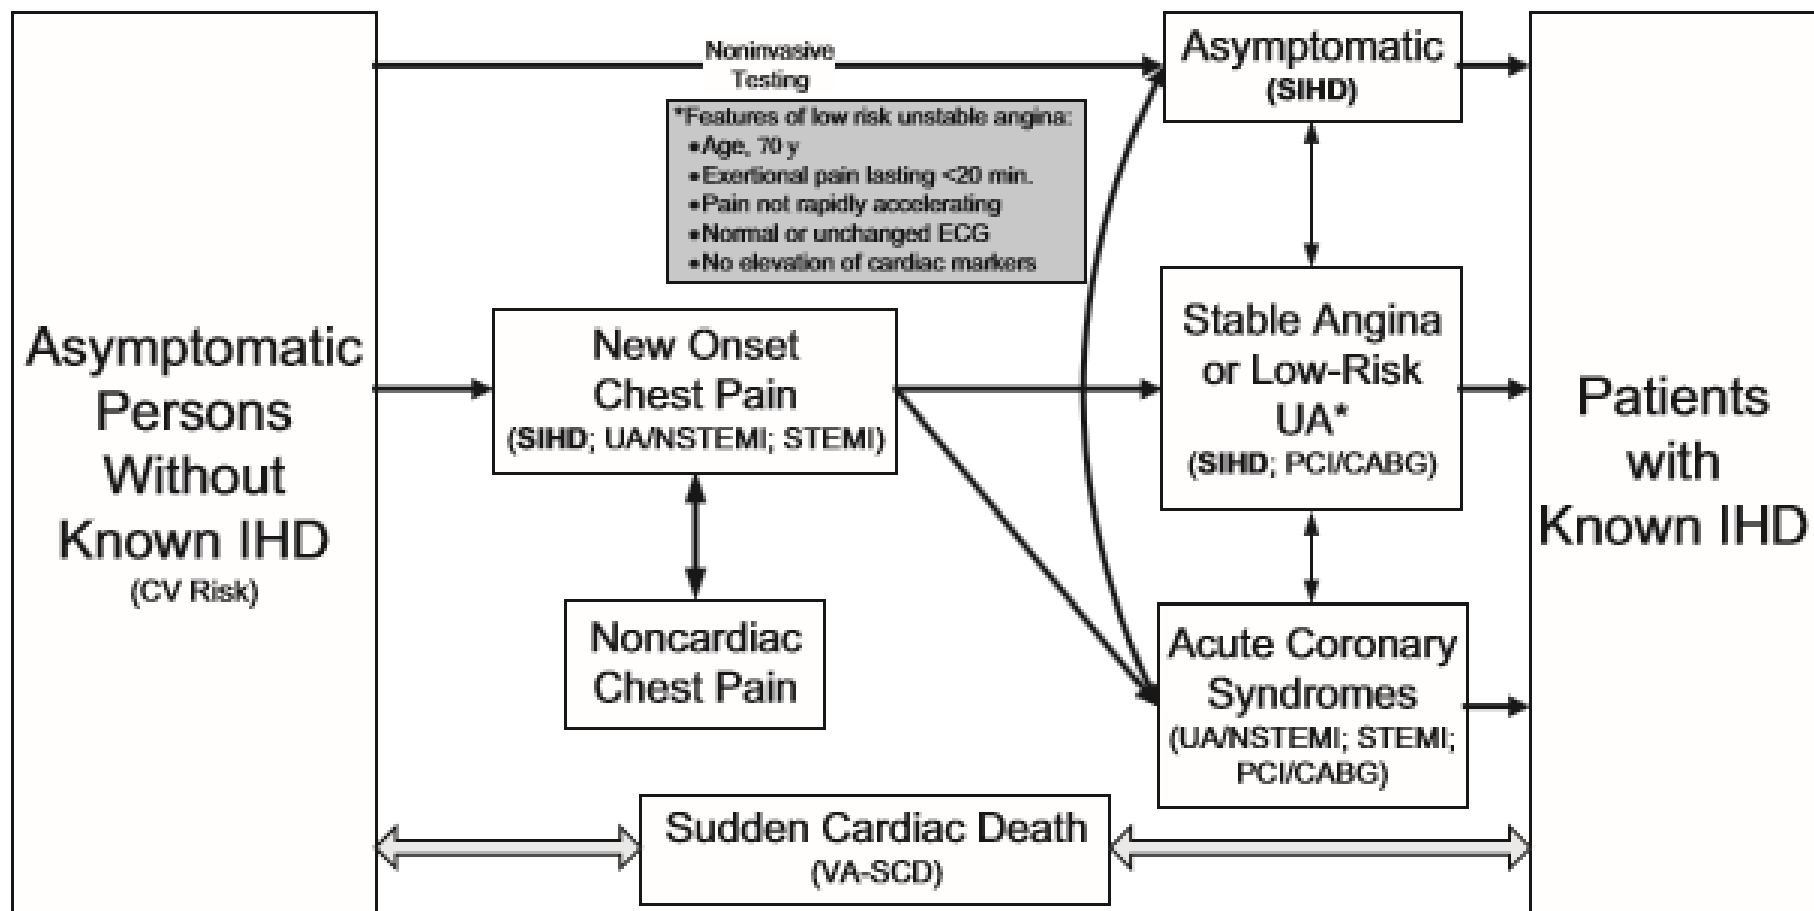 Asymptomatic
Persons
Without
Known IHD
(CV Risk)
Noninvasive
Testing
*Features of low risk unstable angina:
•Age, 70 y
•Exertional pain lasting <20 min.
•Pain not rapidly accelerating
•Normal or unchanged ECG
•No elevation of cardiac markers
New Onset
Chest Pain
(SIHD; UA/NSTEMI; STEMI)
Noncardiac
Chest Pain
Sudden Cardiac Death
(VA-SCD)
Asymptomatic
(SIHD)
Stable Angina
or Low-Risk
UA*
(SIHD; PCI/CABG)
Acute Coronary
Syndromes
(UA/NSTEMI; STEMI;
PCI/CABG)
Patients
with
Known IHD